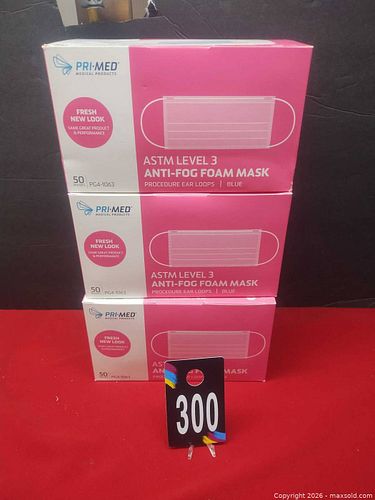 PRI-MED
MEDICAL PRODUCTS
FRESH
NEW LOOK
SAME GREAT PRODUCT
& PERFORMANCE
ASTM LEVEL 3
ANTI-FOG FOAM MASK
PROCEDURE EAR LOOPS | BLUE
50
PG4-1063
PRI-MED
MEDICAL PRODUCTS
FRESH
NEW LOOK
SAME GREAT PRODUCT
& PERFORMANCE
ASTM LEVEL 3
ANTI-FOG FOAM MASK
PROCEDURE EAR LOOPS | BLUE
50
PG4-1063
PRI-MED
FRESH
NEW LOOK
FOAM MASK
LOOPS | BLUE
50
300
Copyright 2026 - maxsold.com